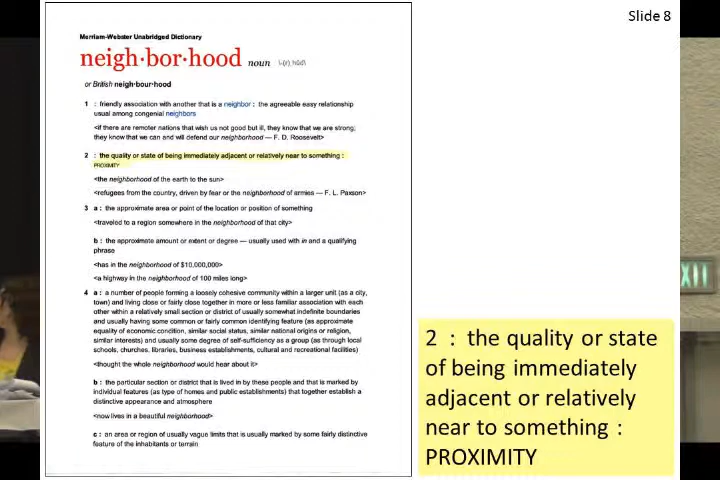 Slide 8
Merriam-Webster Unabridged Dictionary
neigh·bor·hood noun \-(r)ˌhu̇d\
or British neigh·bour·hood
1 : friendly association with another that is a neighbor : the agreeable easy relationship
usual among congenial neighbors
<if there are remoter nations that wish us not good but ill, they know that we are strong;
they know that we can and will defend our neighborhood — F. D. Roosevelt>
2 : the quality or state of being immediately adjacent or relatively near to something :
PROXIMITY
<the neighborhood of the earth to the sun>
<refugees from the country, driven by fear or the neighborhood of armies — F. L. Paxson>
3 a : the approximate area or point of the location or position of something
<traveled to a region somewhere in the neighborhood of that city>
b : the approximate amount or extent or degree — usually used with in and a qualifying
phrase
<has in the neighborhood of $10,000,000>
<a highway in the neighborhood of 100 miles long>
4 a : a number of people forming a loosely cohesive community within a larger unit (as a city,
town) and living close or fairly close together in more or less familiar association with each
other within a relatively small section or district of usually somewhat indefinite boundaries
and usually having some common or fairly common identifying feature (as approximate
equality of economic condition, similar social status, similar national origins or religion,
similar interests) and usually some degree of self-sufficiency as a group (as through local
schools, churches, libraries, business establishments, cultural and recreational facilities)
<thought the whole neighborhood would hear about it>
b : the particular section or district that is lived in by these people and that is marked by
individual features (as type of homes and public establishments) that together establish a
distinctive appearance and atmosphere
<now lives in a beautiful neighborhood>
c : an area or region of usually vague limits that is usually marked by some fairly distinctive
feature of the inhabitants or terrain
XII
2 : the quality or state
of being immediately
adjacent or relatively
near to something :
PROXIMITY